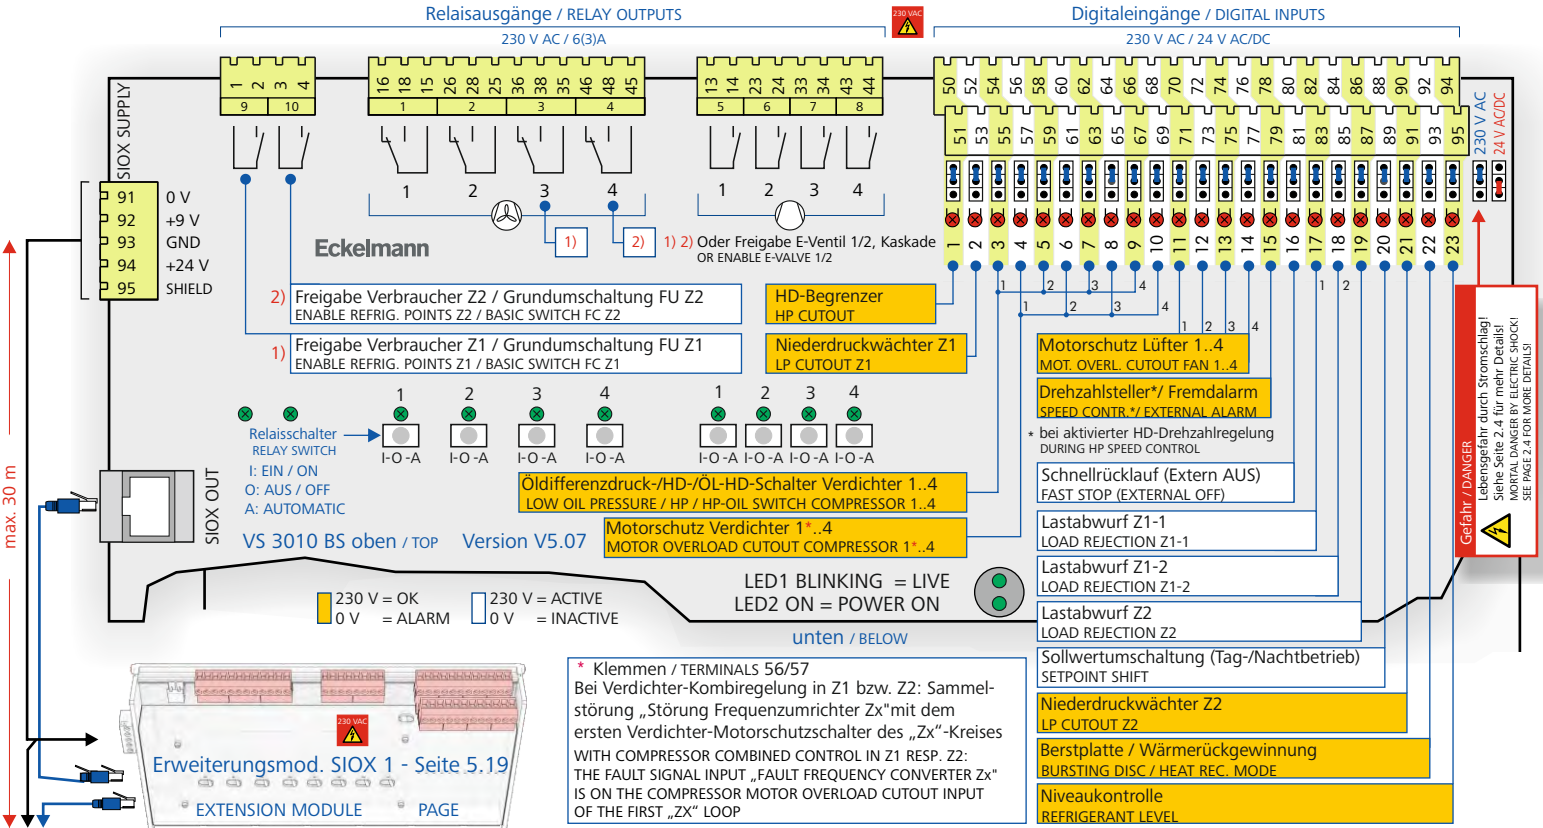 Relaisausgänge / RELAY OUTPUTS
230 V AC / 6(3)A
230 VAC
Digitaleingänge / DIGITAL INPUTS
230 V AC / 24 V AC/DC
1 2 3 4
9 10
16 18 15 26 28 25 36 38 35 46 48 45
1 2 3 4
13 14 23 24 33 34 43 44
5 6 7 8
50 52 54 56 58 60 62 64 66 68 70 72 74 76 78 80 82 84 86 88 90 92 94
51 53 55 57 59 61 63 65 67 69 71 73 75 77 79 81 83 85 87 89 91 93 95
230 V AC
24 V AC/DC
SIOX SUPPLY
91 0 V
92 +9 V
93 GND
94 +24 V
95 SHIELD
1 2 3 4
1 2 3 4
1) 2)
1) 2) Oder Freigabe E-Ventil 1/2, Kaskade
OR ENABLE E-VALVE 1/2
1 2 3 4 5 6 7 8 9 10 11 12 13 14 15 16 17 18 19 20 21 22 23
Eckelmann
2) Freigabe Verbraucher Z2 / Grundumschaltung FU Z2
ENABLE REFRIG. POINTS Z2 / BASIC SWITCH FC Z2
1) Freigabe Verbraucher Z1 / Grundumschaltung FU Z1
ENABLE REFRIG. POINTS Z1 / BASIC SWITCH FC Z1
HD-Begrenzer
HP CUTOUT
Niederdruckwächter Z1
LP CUTOUT Z1
1 2 3 4
1 2 3 4
1 2 3 4
1 2
Motorschutz Lüfter 1..4
MOT. OVERL. CUTOUT FAN 1..4
Drehzahlsteller*/ Fremdalarm
SPEED CONTR.*/ EXTERNAL ALARM
* bei aktivierter HD-Drehzahlregelung
DURING HP SPEED CONTROL
Schnellrücklauf (Extern AUS)
FAST STOP (EXTERNAL OFF)
Lastabwurf Z1-1
LOAD REJECTION Z1-1
Lastabwurf Z1-2
LOAD REJECTION Z1-2
Lastabwurf Z2
LOAD REJECTION Z2
Sollwertumschaltung (Tag-/Nachtbetrieb)
SETPOINT SHIFT
Niederdruckwächter Z2
LP CUTOUT Z2
Berstplatte / Wärmerückgewinnung
BURSTING DISC / HEAT REC. MODE
Niveaukontrolle
REFRIGERANT LEVEL
Gefahr / DANGER
Lebensgefahr durch Stromschlag!
Siehe Seite 2.4 für mehr Details!
MORTAL DANGER BY ELECTRIC SHOCK!
SEE PAGE 2.4 FOR MORE DETAILS!
1 2 3 4
1 2 3 4
Relaisschalter
RELAY SWITCH
I-O -A I-O -A I-O -A I-O -A
I-O -A I-O -A I-O -A I-O -A
I: EIN / ON
O: AUS / OFF
A: AUTOMATIC
Öldifferenzdruck-/HD-/ÖL-HD-Schalter Verdichter 1..4
LOW OIL PRESSURE / HP / HP-OIL SWITCH COMPRESSOR 1..4
Motorschutz Verdichter 1*..4
MOTOR OVERLOAD CUTOUT COMPRESSOR 1*..4
max. 30 m
SIOX OUT
VS 3010 BS oben / TOP
Version V5.07
LED1 BLINKING = LIVE
LED2 ON = POWER ON
230 V = OK
0 V = ALARM
230 V = ACTIVE
0 V = INACTIVE
unten / BELOW
* Klemmen / TERMINALS 56/57
Bei Verdichter-Kombiregelung in Z1 bzw. Z2: Sammel-
störung „Störung Frequenzumrichter Zx"mit dem
ersten Verdichter-Motorschutzschalter des „Zx“-Kreises
WITH COMPRESSOR COMBINED CONTROL IN Z1 RESP. Z2:
THE FAULT SIGNAL INPUT „FAULT FREQUENCY CONVERTER Zx"
IS ON THE COMPRESSOR MOTOR OVERLOAD CUTOUT INPUT
OF THE FIRST „ZX“ LOOP
230 VAC
Erweiterungsmod. SIOX 1 - Seite 5.19
EXTENSION MODULE PAGE